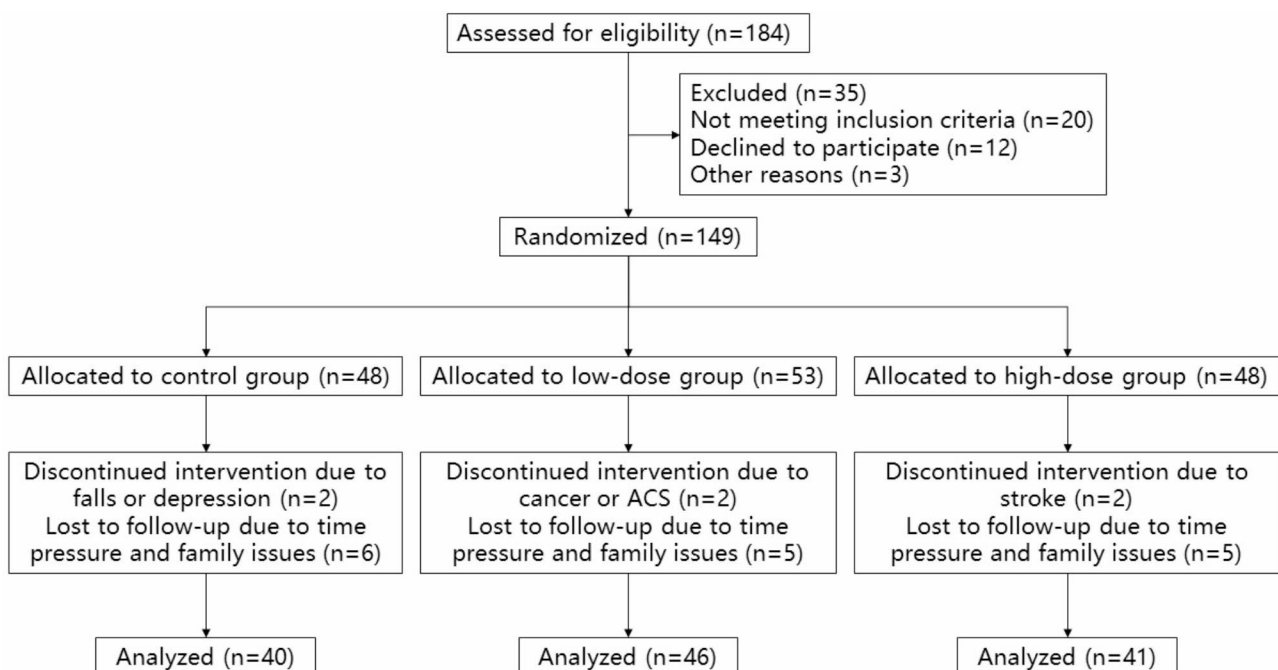 Assessed for eligibility (n=184)
Excluded (n=35)
Not meeting inclusion criteria (n=20)
Declined to participate (n=12)
Other reasons (n=3)
Randomized (n=149)
Allocated to control group (n=48)
Allocated to low-dose group (n=53)
Allocated to high-dose group (n=48)
Discontinued intervention due to
falls or depression (n=2)
Lost to follow-up due to time
pressure and family issues (n=6)
Discontinued intervention due to
cancer or ACS (n=2)
Lost to follow-up due to time
pressure and family issues (n=5)
Discontinued intervention due to
stroke (n=2)
Lost to follow-up due to time
pressure and family issues (n=5)
Analyzed (n=40)
Analyzed (n=46)
Analyzed (n=41)